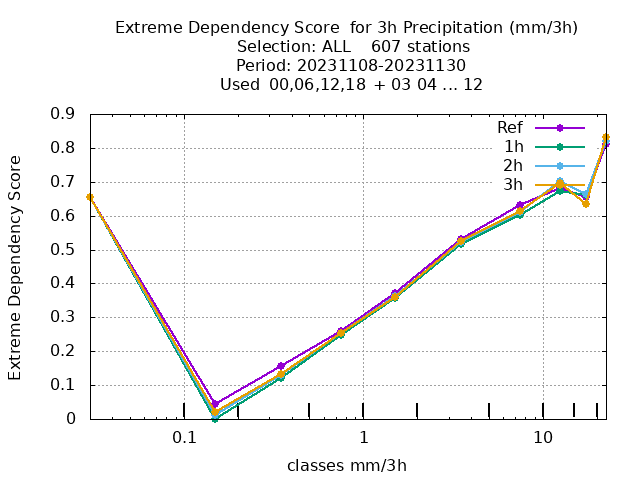 Extreme Dependency Score  for 3h Precipitation (mm/3h)
Selection: ALL    607 stations
Period: 20231108-20231130
Used  00,06,12,18  + 03 04 ... 12
Extreme Dependency Score
0.9
0.8
0.7
0.6
0.5
0.4
0.3
0.2
0.1
0
Ref
1h
2h
3h
0.1
1
10
classes mm/3h